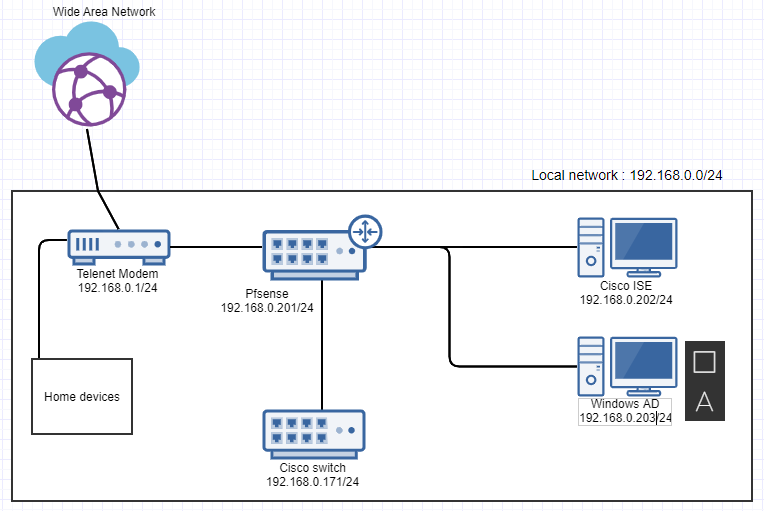 Wide Area Network
Local network : 192.168.0.0/24
Telenet Modem
192.168.0.1/24
Pfsense
192.168.0.201/24
Cisco ISE
192.168.0.202/24
Home devices
Windows AD
192.168.0.203/24
A
Cisco switch
192.168.0.171/24